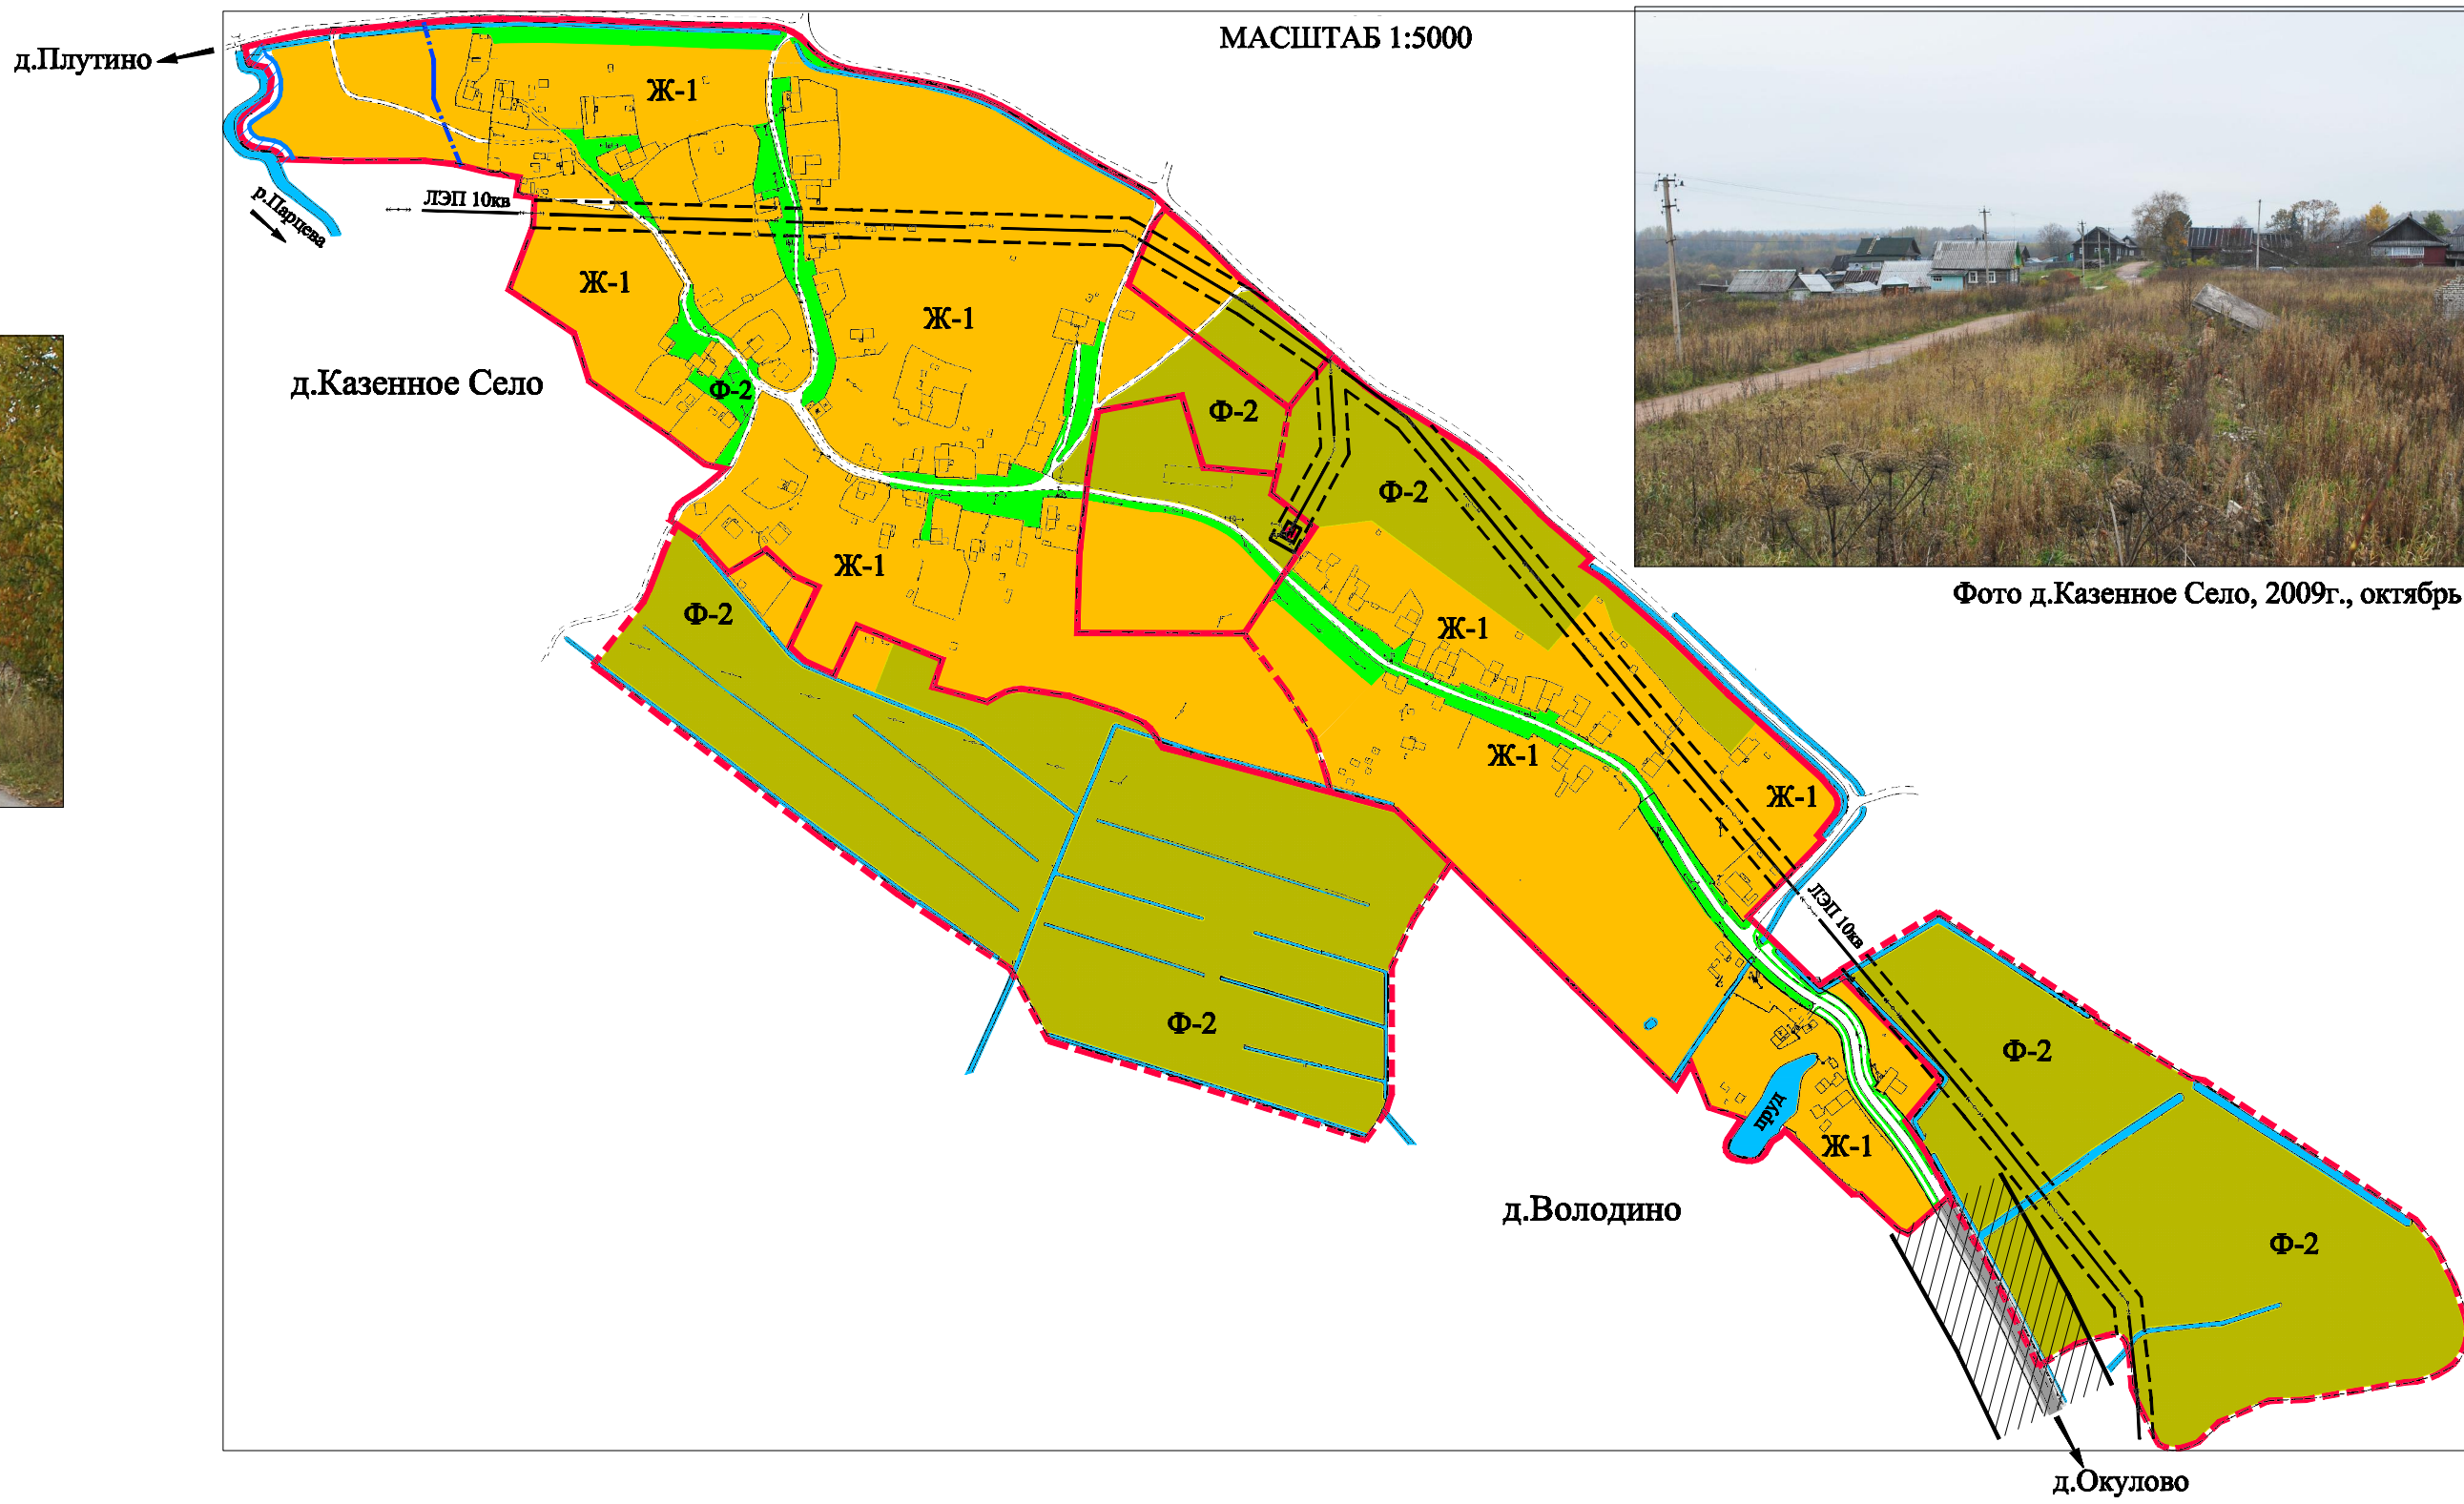 МАСШТАБ 1:5000
д.Плутино
Ж-1
р.Парцева
ЛЭП 10кв
Ж-1
Ж-1
д.Казенное Село
Ф-2
Ф-2
Ф-2
Фото д.Казенное Село, 2009г., октябрь
Ж-1
Ф-2
Ж-1
Ж-1
Ж-1
ЛЭП 10кв
Ф-2
Ф-2
пруд
Ж-1
д.Володино
Ф-2
д.Окулово